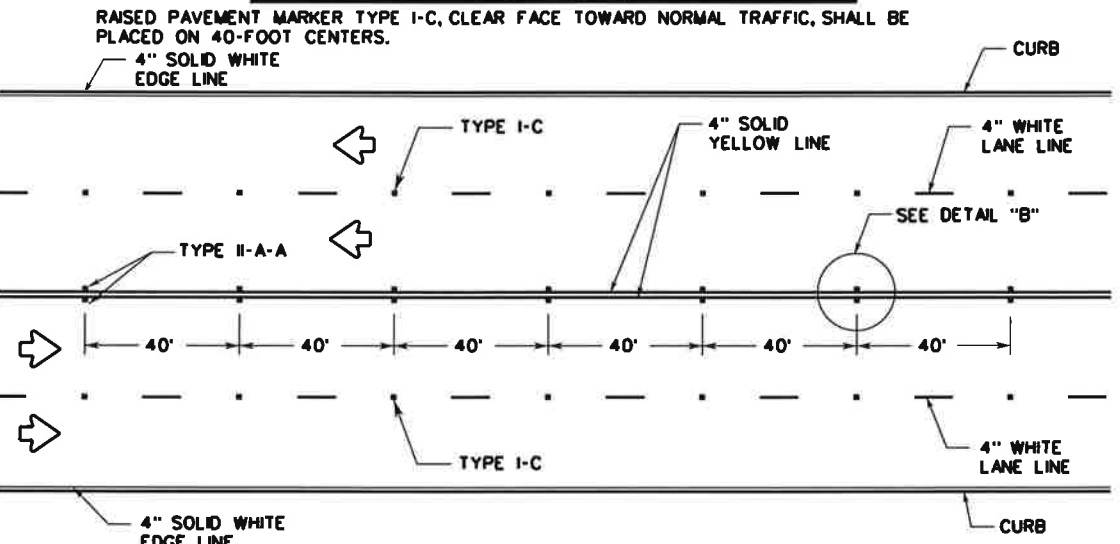 RAISED PAVEMENT MARKER TYPE I-C, CLEAR FACE TOWARD NORMAL TRAFFIC, SHALL BE
PLACED ON 40-FOOT CENTERS.
4" SOLID WHITE
EDGE LINE
CURB
TYPE I-C
4" SOLID
YELLOW LINE
4" WHITE
LANE LINE
SEE DETAIL "B"
TYPE II-A-A
40' 40' 40' 40' 40' 40'
TYPE I-C
4" WHITE
LANE LINE
4" SOLID WHITE
EDGE LINE
CURB